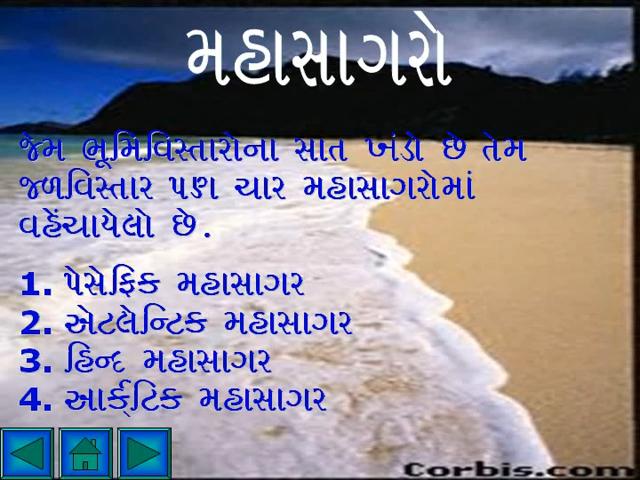 મહાસાગરો
જેમ ભૂમિવિસ્તારોના સાત ખંડો છે તેમ
જળવિસ્તાર પણ ચાર મહાસાગરોમાં
વહેંચાયેલો છે.
1. પેસેફિક મહાસાગર
2. એટલેન્ટિક મહાસાગર
3. હિન્દ મહાસાગર
4. આર્ક્ટિક મહાસાગર
Corbis.com